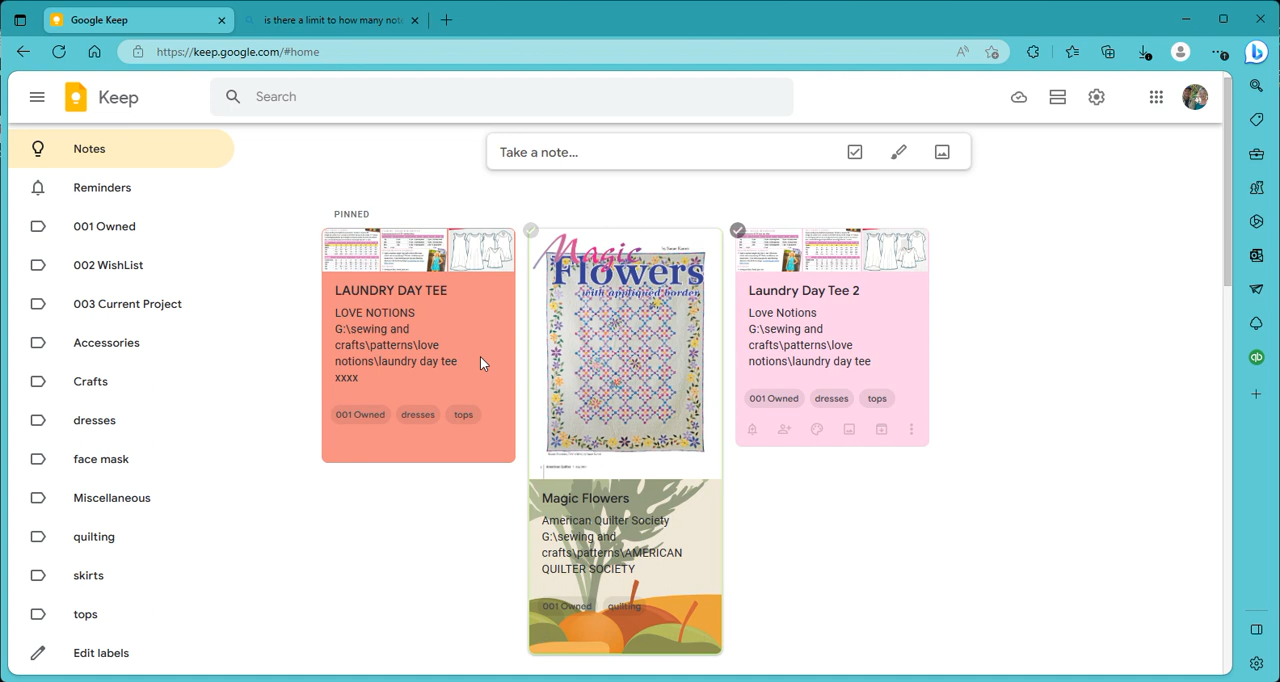 Google Keep
is there a limit to how many not
https://keep.google.com/#home
Keep
Search
Notes
Reminders
001 Owned
002 WishList
003 Current Project
Accessories
Crafts
dresses
face mask
Miscellaneous
quilting
skirts
tops
Edit labels
Take a note...
PINNED
LAUNDRY DAY TEE
LOVE NOTIONS
G:\sewing and
crafts\patterns\love
notions\laundry day tee
xxxx
001 Owned dresses tops
Magic
Flowers
with appliqued border
Magic Flowers
American Quilter Society
G:\sewing and
crafts\patterns\AMERICAN
QUILTER SOCIETY
001 Owned quilting
Laundry Day Tee 2
Love Notions
G:\sewing and
crafts\patterns\love
notions\laundry day tee
001 Owned dresses tops